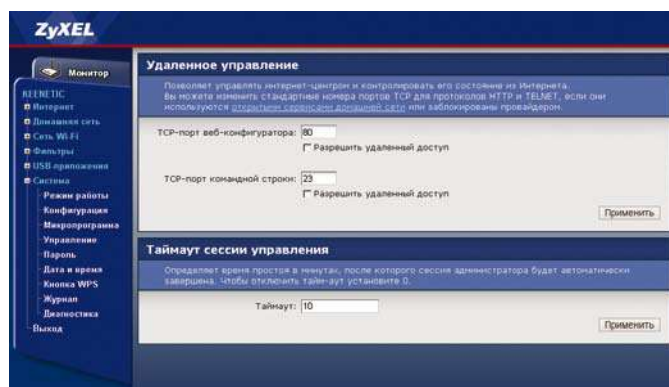 ZyXEL
Монитор
KEENETIC
Интернет
Домашняя сеть
Сеть Wi-Fi
Фильтры
USB-приложения
Система
Режим работы
Конфигурация
Микропрограмма
Управление
Пароль
Дата и время
Кнопка WPS
Журнал
Диагностика
Выход
Удаленное управление
Позволяет управлять интернет-центром и контролировать его состояние из Интернета.
Вы можете изменить стандартные номера портов TCP для протоколов HTTP и TELNET, если они
используются открытыми сервисами домашней сети или заблокированы провайдером.
TCP-порт веб-конфигуратора: 80
Разрешить удаленный доступ
TCP-порт командной строки: 23
Разрешить удаленный доступ
Применить
Таймаут сессии управления
Определяет время простоя в минутах, после которого сессия администратора будет автоматически
завершена. Чтобы отключить тайм-аут установите 0.
Таймаут: 10
Применить